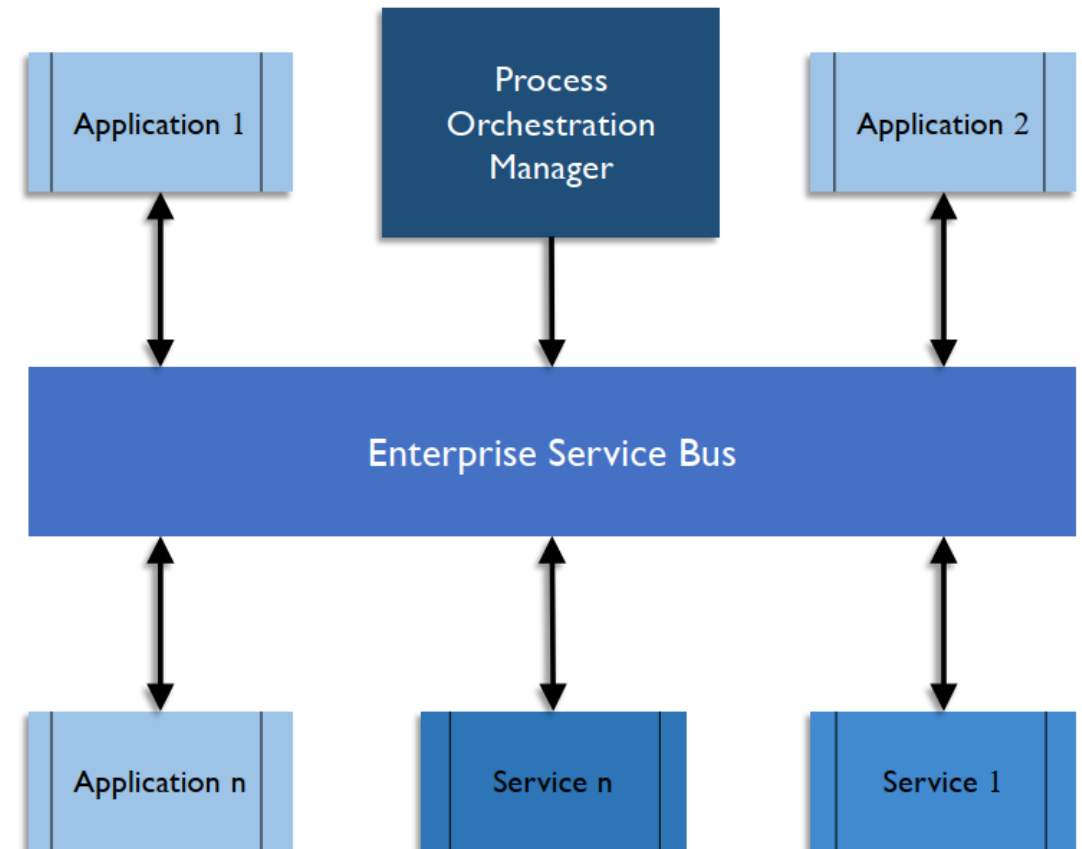 Application 1
Process
Orchestration
Manager
Application 2
Enterprise Service Bus
Application n
Service n
Service 1